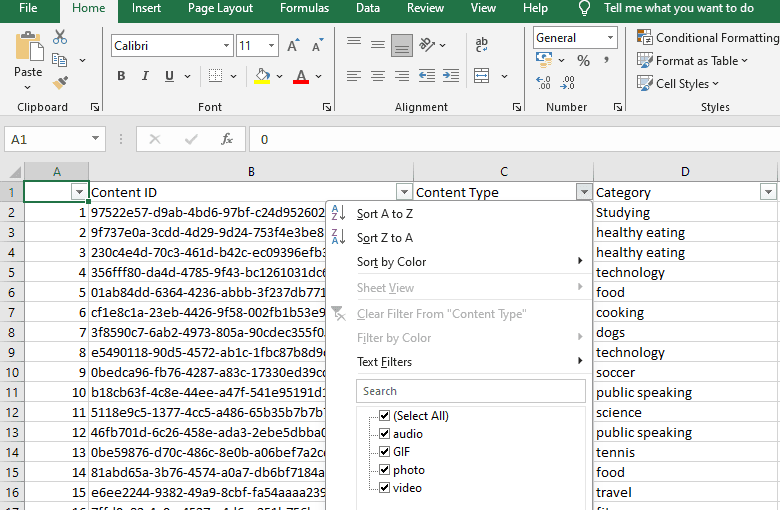 File Home Insert Page Layout Formulas Data Review View Help Tell me what you want to do
Paste
Clipboard
Calibri 11 A A
B I U A
Font
ab
Alignment
General
% ,
.00
Number
Conditional Formatting
Format as Table
Cell Styles
Styles
A1 fx 0
A B C D
1 Content ID Content Type Category
2 1 97522e57-d9ab-4bd6-97bf-c24d952602 Studying
3 2 9f737e0a-3cdd-4d29-9d24-753f4e3be8 healthy eating
4 3 230c4e4d-70c3-461d-b42c-ec09396efb3 healthy eating
5 4 356fff80-da4d-4785-9f43-bc1261031dc6 technology
6 5 01ab84dd-6364-4236-abbb-3f237db771 food
7 6 cf1e8c1a-23eb-4426-9f58-002fb1b53e9 cooking
8 7 3f8590c7-6ab2-4973-805a-90cdec355f0 dogs
9 8 e5490118-90d5-4572-ab1c-1fbc87b8d9 technology
10 9 0bedca96-fb76-4287-a83c-17330ed39c soccer
11 10 b18cb63f-4c8e-44ee-a47f-541e95191d1 public speaking
12 11 5118e9c5-1377-4cc5-a486-65b35b7b7b7 science
13 12 46fb701d-6c26-458e-ada3-2ebe5dbba0 public speaking
14 13 0be59876-d70c-486c-8e0b-a06bef7a2c tennis
15 14 81abd65a-3b76-4574-a0a7-db6bf7184a food
16 15 e6ee2244-9382-49a9-8cbf-fa54aaaa239 travel
Sort A to Z
Sort Z to A
Sort by Color
Sheet View
Clear Filter From "Content Type"
Filter by Color
Text Filters
Search
(Select All)
audio
GIF
photo
video